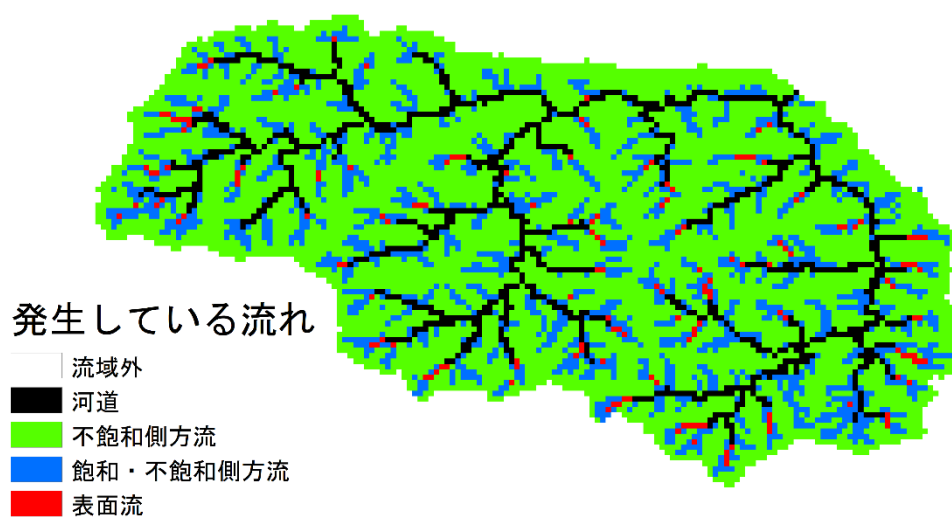 発生している流れ
流域外
河道
不飽和側方流
飽和・不飽和側方流
表面流